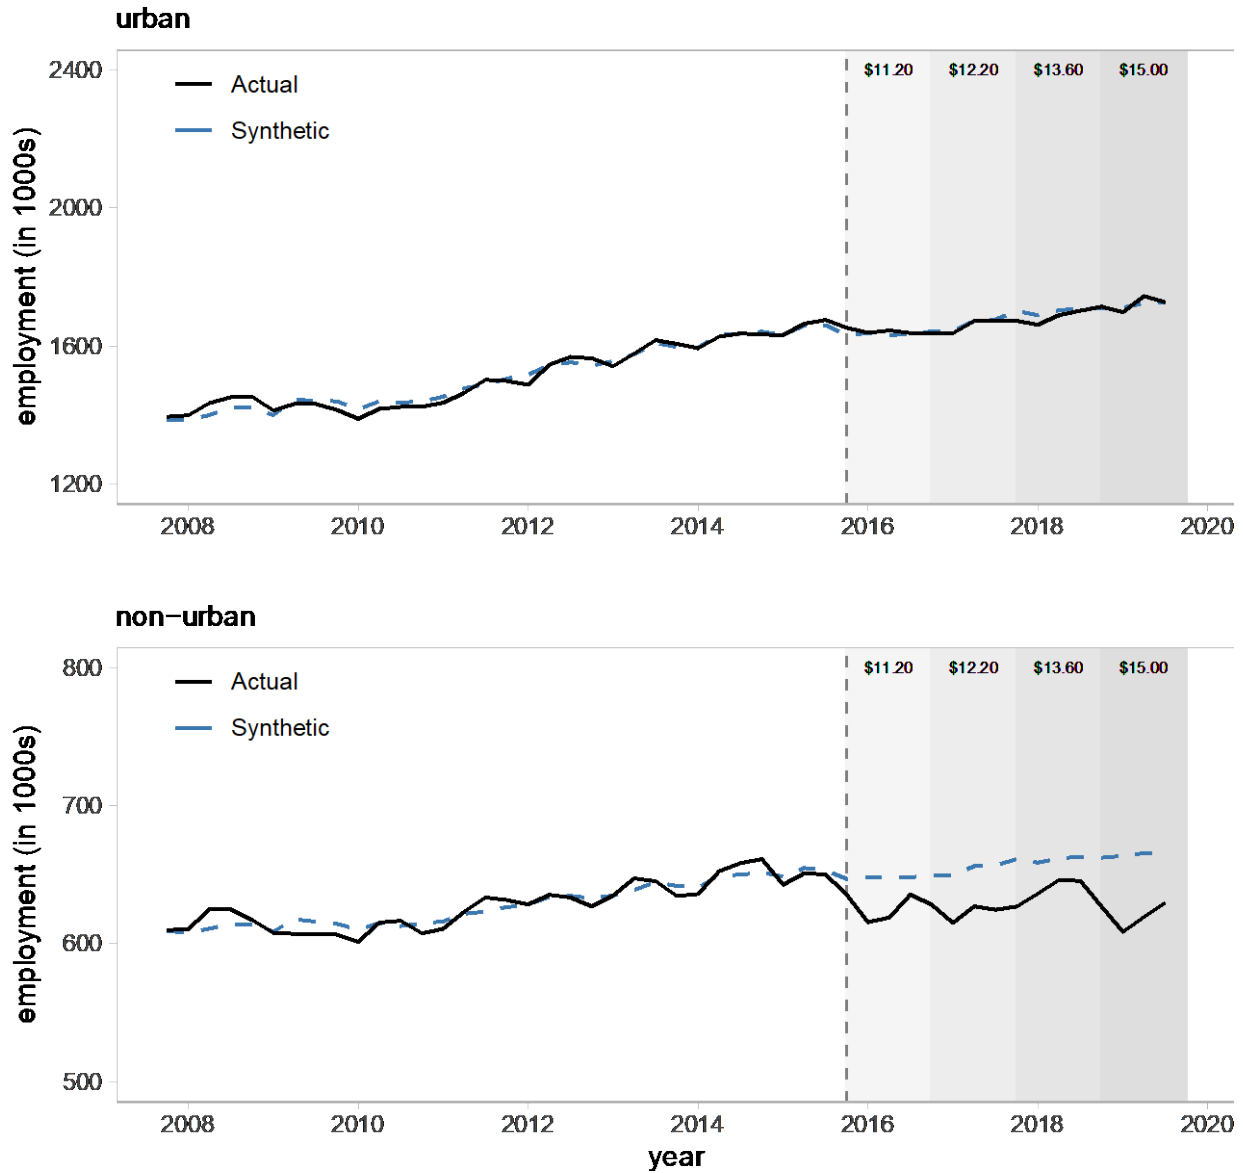 urban
2400
2000
1600
1200
employment (in 1000s)
Actual
Synthetic
$11.20 $12.20 $13.60 $15.00
2008 2010 2012 2014 2016 2018 2020
non-urban
800
700
600
500
employment (in 1000s)
Actual
Synthetic
$11.20 $12.20 $13.60 $15.00
2008 2010 2012 2014 2016 2018 2020
year